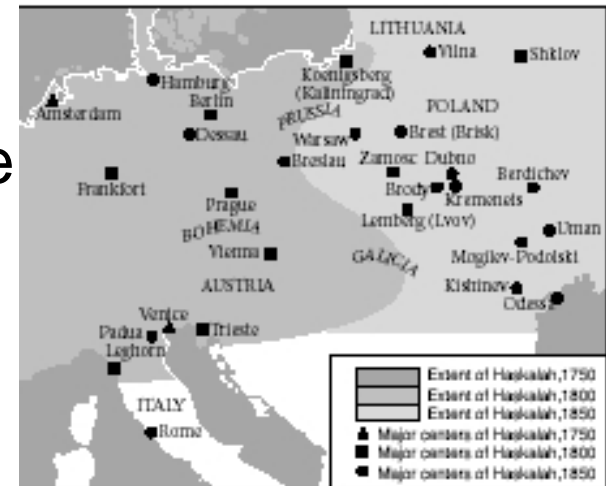 LITHUANIA
Vilna
Shklov
Koenigsberg
(Kaliningrad)
Hamburg
Berlin
Amsterdam
PRUSSIA
POLAND
Dessau
Warsaw
Brest (Brisk)
e
Breslau
Zamosc
Dubno
Berdichev
Frankfort
Brody
Kremeneis
Prague
BOHEMIA
Lemberg (Lvov)
Uman
Vienna
GALICIA
Mogilev-Podolski
AUSTRIA
Kishinev
Odessa
Venice
Padua
Trieste
Leghorn
ITALY
Rome
Extent of Haskalah,1750
Extent of Haskalah,1800
Extent of Haskalah,1850
Major centers of Haskalah,1750
Major centers of Haskalah,1800
Major centers of Haskalah,1850